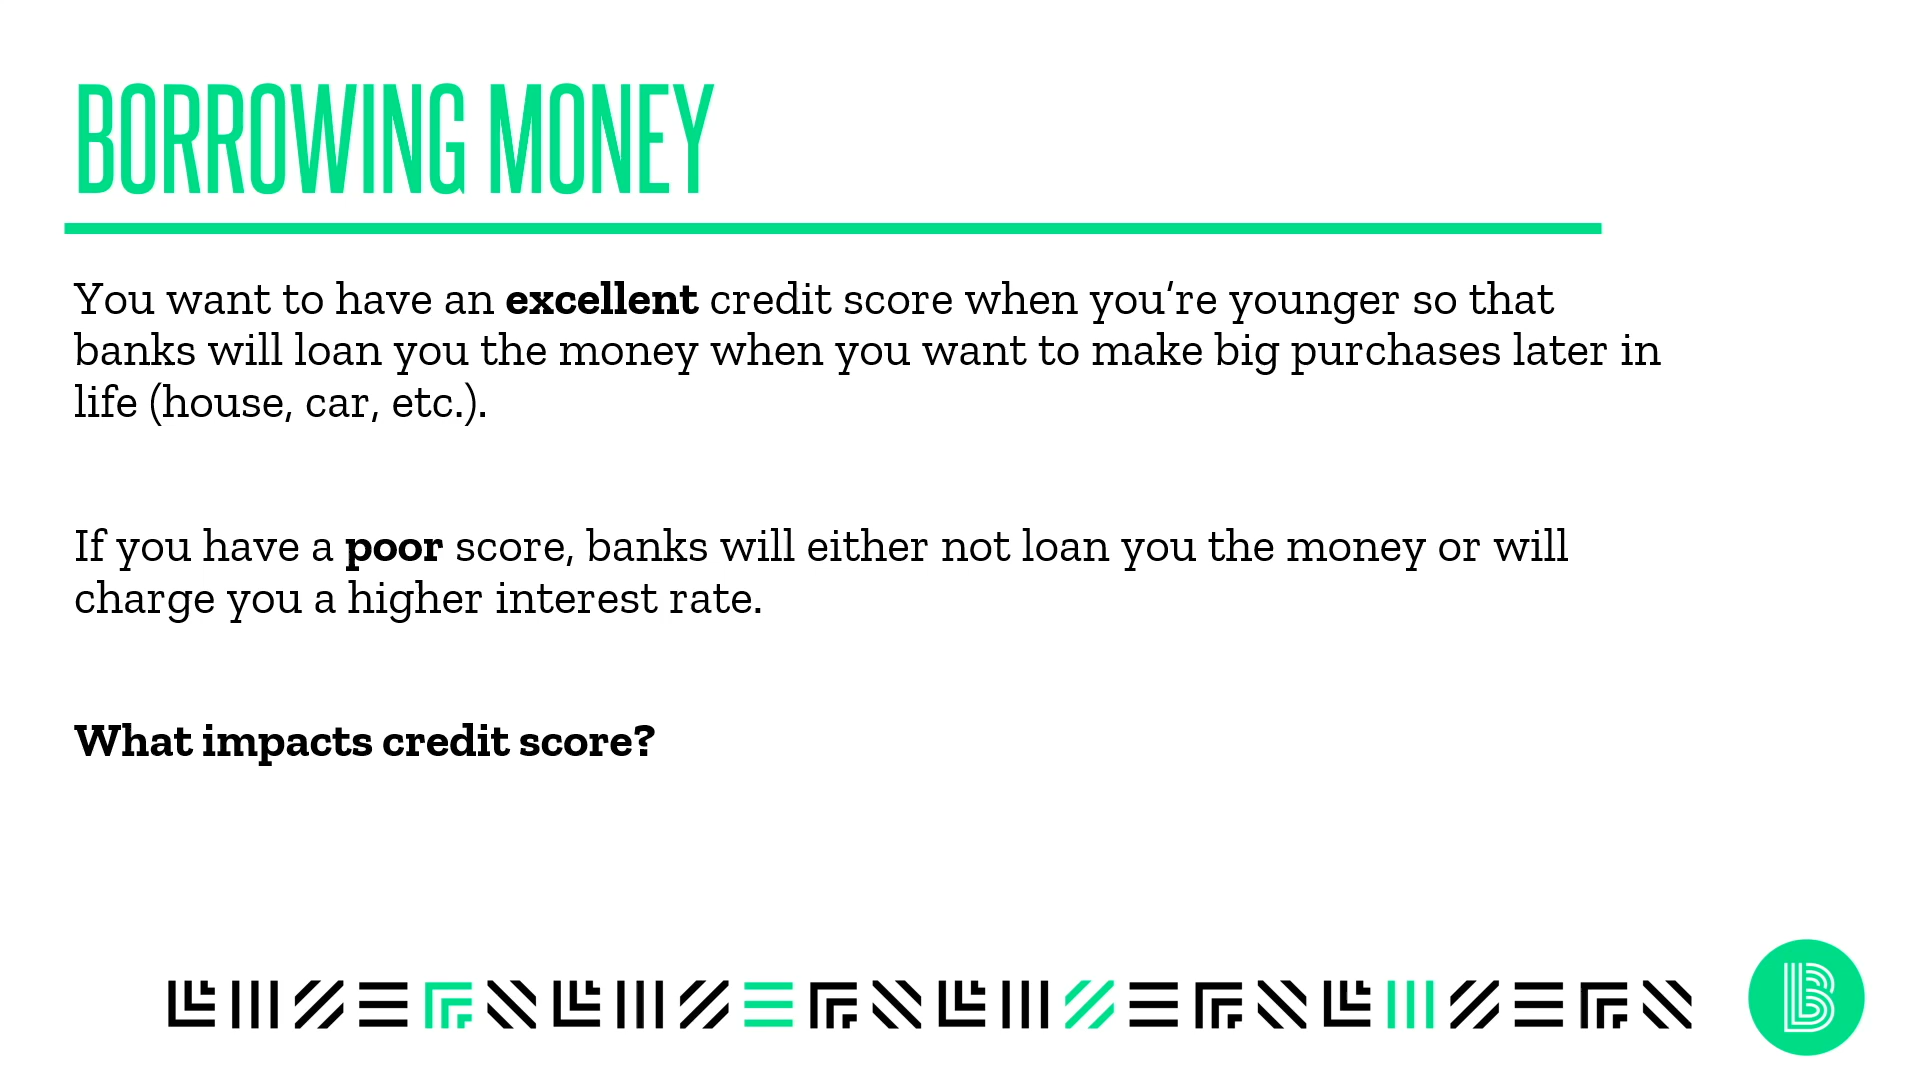 BORROWING MONEY
You want to have an excellent credit score when you're younger so that
banks will loan you the money when you want to make big purchases later in
life (house, car, etc.).
If you have a poor score, banks will either not loan you the money or will
charge you a higher interest rate.
What impacts credit score?
B